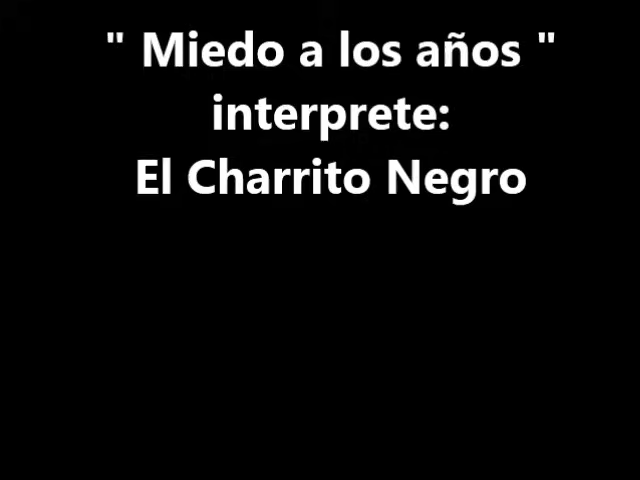 " Miedo a los años "
interprete:
El Charrito Negro